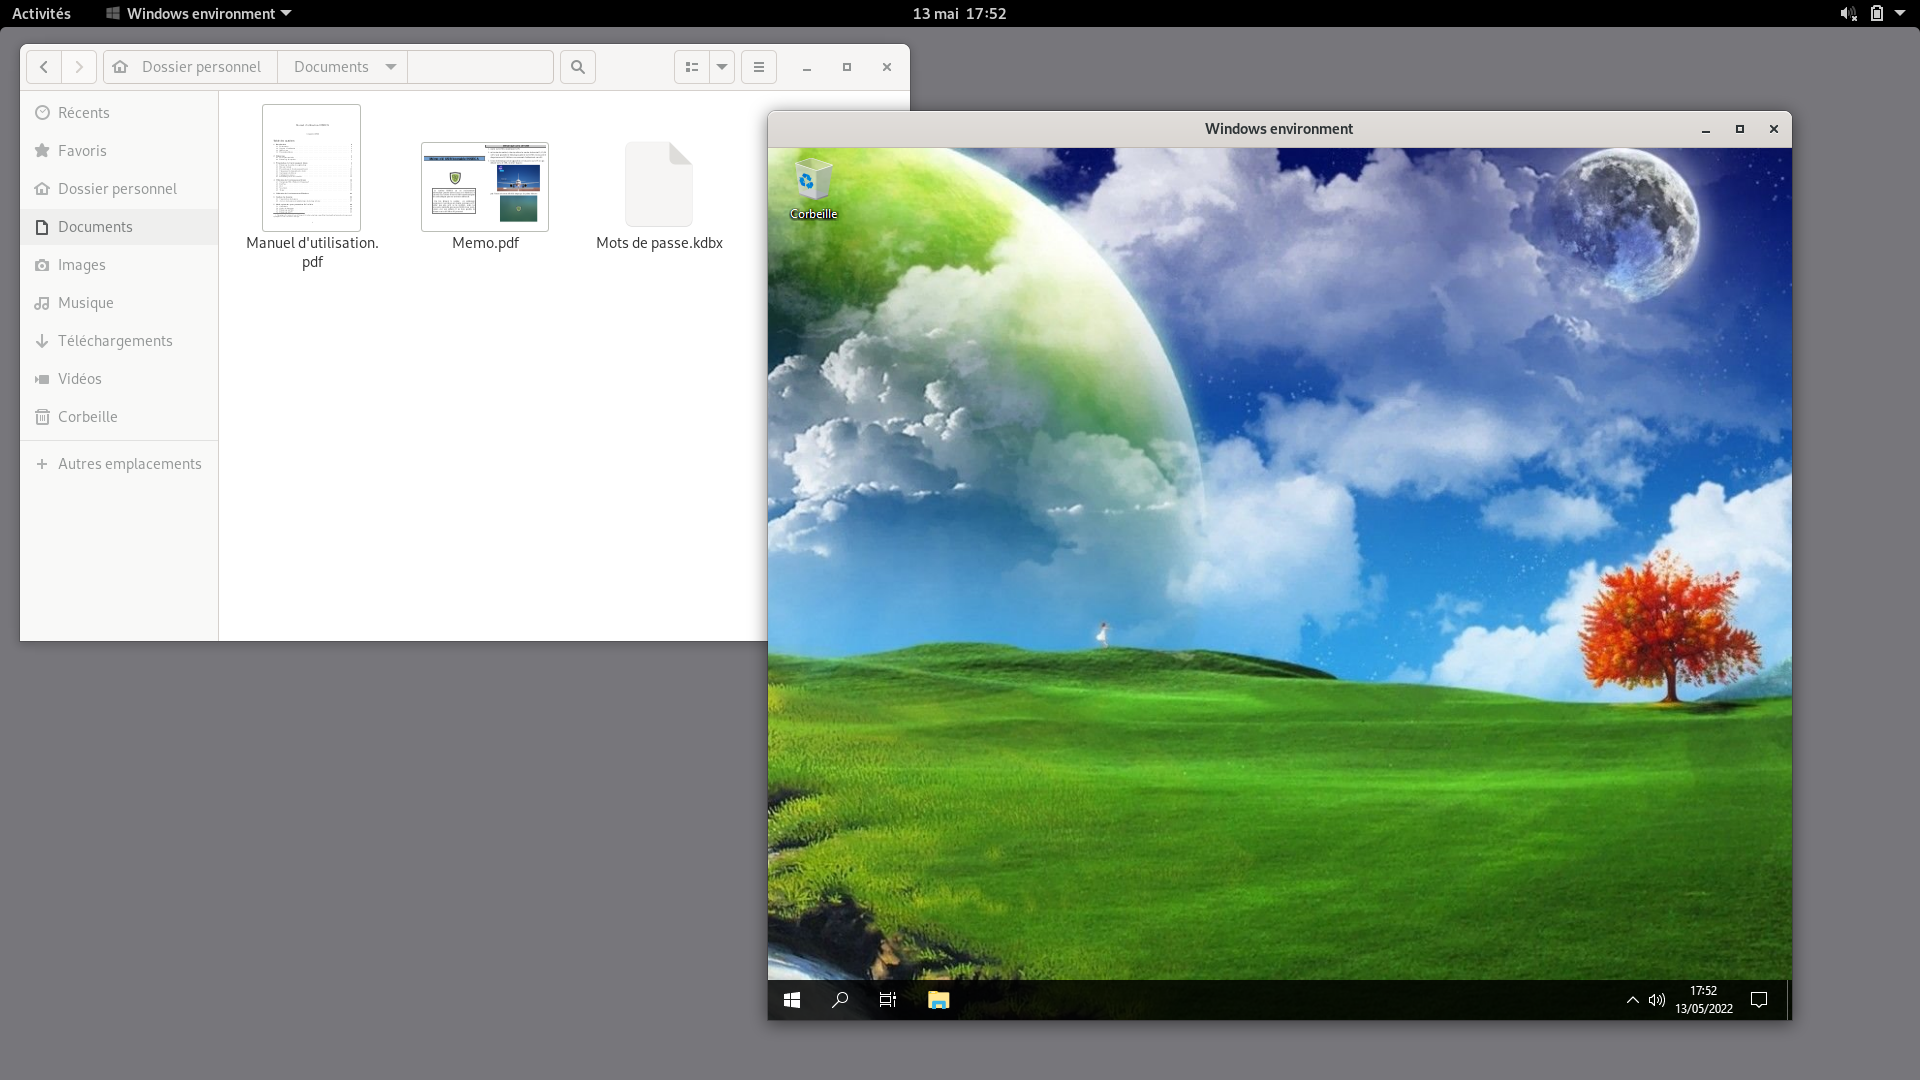 Activités
Windows environment
13 mai 17:52
Dossier personnel
Documents
Récents
Favoris
Dossier personnel
Documents
Images
Musique
Téléchargements
Vidéos
Corbeille
Autres emplacements
Manuel d'utilisation.
pdf
Memo.pdf
Mots de passe.kdbx
Windows environment
Corbeille
17:52
13/05/2022